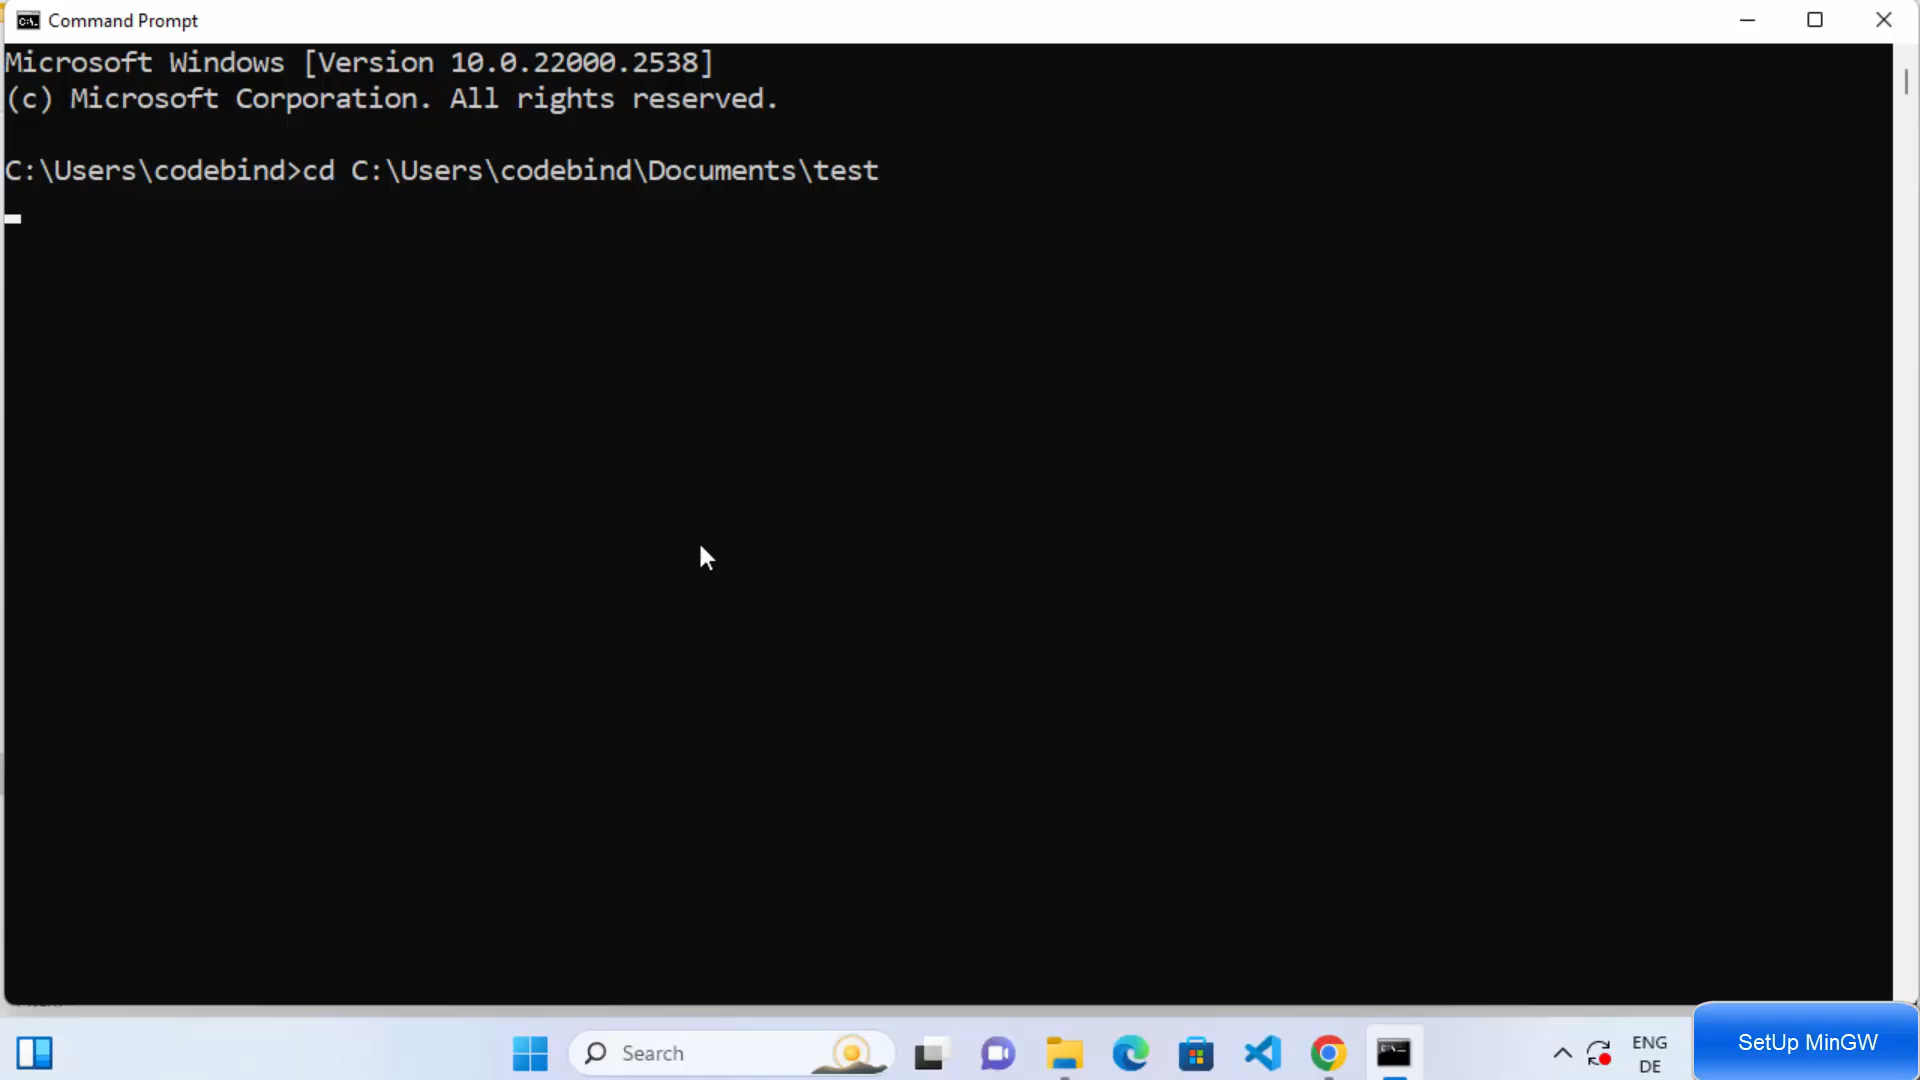 Command Prompt
Microsoft Windows [Version 10.0.22000.2538]
(c) Microsoft Corporation. All rights reserved.
C:\Users\codebind>cd C:\Users\codebind\Documents\test
Search
ENG
DE
SetUp MinGW